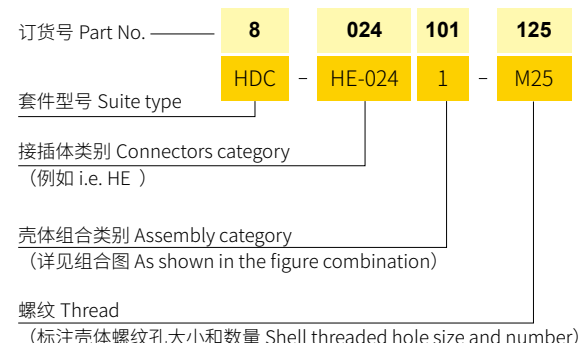 订货号 Part No. 8 024 101 125
HDC – HE-024 1 – M25
套件型号 Suite type
接插体类别 Connectors category
（例如 i.e. HE ）
壳体组合类别 Assembly category
（详见组合图 As shown in the figure combination）
螺纹 Thread
（标注壳体螺纹孔大小和数量 Shell threaded hole size and number）